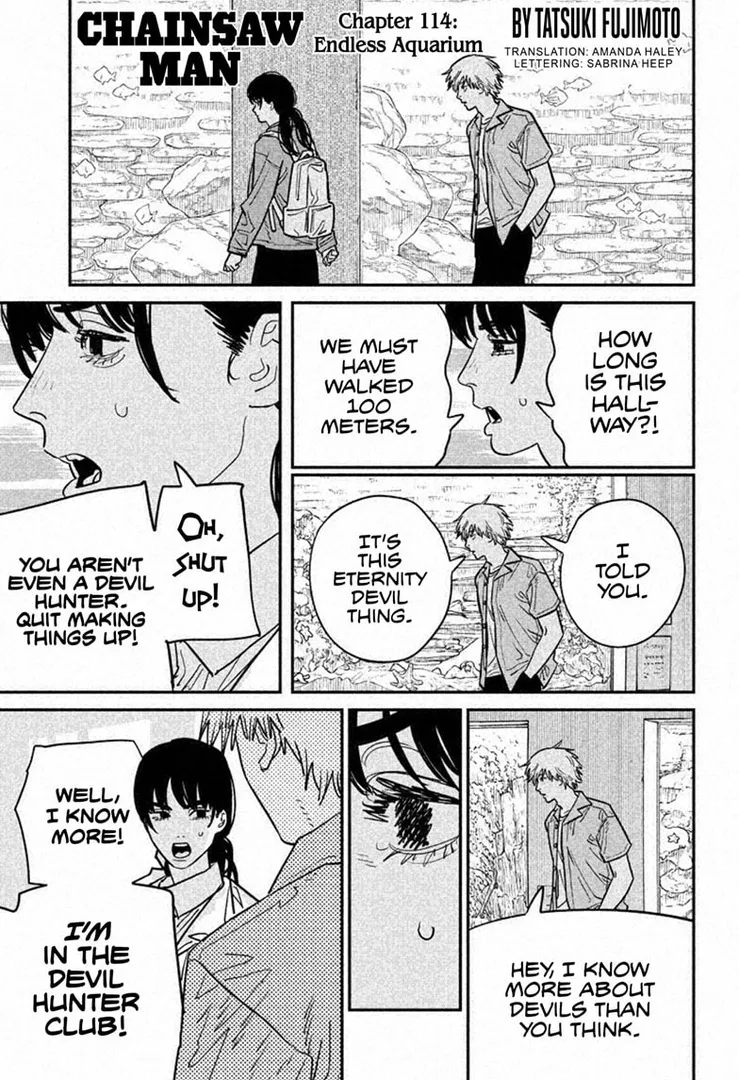 CHAINSAW
MAN
Chapter 114:
Endless Aquarium
BY TATSUKI FUJIMOTO
TRANSLATION: AMANDA HALEY
LETTERING: SABRINA HEEP
HOW
LONG
IS THIS
HALL-
WAY?!
WE MUST
HAVE
WALKED
100
METERS.
I
TOLD
YOU.
IT'S
THIS
ETERNITY
DEVIL
THING.
OH,
SHUT
UP!
YOU AREN'T
EVEN A DEVIL
HUNTER.
QUIT MAKING
THINGS UP!
HEY, I KNOW
MORE ABOUT
DEVILS THAN
YOU THINK.
WELL,
I KNOW
MORE!
I'M
IN THE
DEVIL
HUNTER
CLUB!